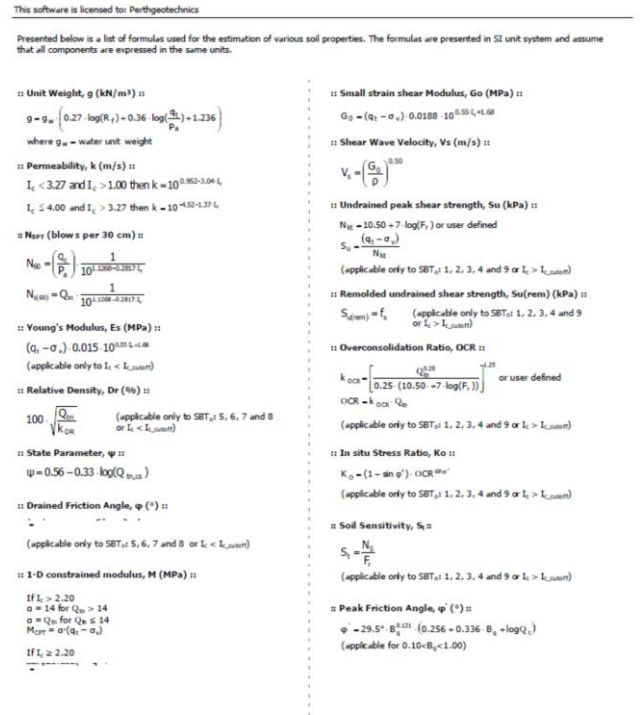 This software is licensed to: Perthgeotechnics
Presented below is a list of formulas used for the estimation of various soil properties. The formulas are presented in SI unit system and assume
that all components are expressed in the same units.
:: Unit Weight, g (kN/m³) ::
g = g_w · (0.27 · log(R_f) + 0.36 · log(q_t / p_a) + 1.236)
where g_w = water unit weight
:: Permeability, k (m/s) ::
I_c < 3.27 and I_c > 1.00 then k = 10^(0.952-3.04·I_c)
I_c ≤ 4.00 and I_c > 3.27 then k = 10^(-4.52-1.37·I_c)
:: N_SPT (blows per 30 cm) ::
N_60 = (q_c / P_a) · 1 / 10^(1.1268-0.2817·I_c)
N_1(60) = Q_tn · 1 / 10^(1.1268-0.2817·I_c)
:: Young's Modulus, Es (MPa) ::
(q_t - σ_v) · 0.015 · 10^(0.55·I_c+1.68)
(applicable only to I_c < I_c_cutoff)
:: Relative Density, Dr (%) ::
100 · √(Q_tn / k_DR) (applicable only to SBT_n: 5, 6, 7 and 8
or I_c < I_c_cutoff)
:: State Parameter, ψ ::
ψ = 0.56 - 0.33 · log(Q_tn,cs)
:: Drained Friction Angle, φ (°) ::
(applicable only to SBT_n: 5, 6, 7 and 8 or I_c < I_c_cutoff)
:: 1-D constrained modulus, M (MPa) ::
If I_c > 2.20
a = 14 for Q_tn > 14
a = Q_tn for Q_tn ≤ 14
M_CPT = a·(q_t - σ_v)
If I_c ≥ 2.20
:: Small strain shear Modulus, Go (MPa) ::
G_0 = (q_t - σ_v) · 0.0188 · 10^(0.55·I_c+1.68)
:: Shear Wave Velocity, Vs (m/s) ::
V_s = (G_0 / ρ)^0.50
:: Undrained peak shear strength, Su (kPa) ::
N_kt = 10.50 + 7 · log(F_r) or user defined
S_u = (q_t - σ_v) / N_kt
(applicable only to SBT_n: 1, 2, 3, 4 and 9 or I_c > I_c_cutoff)
:: Remolded undrained shear strength, Su(rem) (kPa) ::
S_u(rem) = f_s (applicable only to SBT_n: 1, 2, 3, 4 and 9
or I_c > I_c_cutoff)
:: Overconsolidation Ratio, OCR ::
k_OCR = [Q_tn^0.20 / (0.25 · (10.50 + 7 · log(F_r)))]^1.25 or user defined
OCR = k_OCR · Q_tn
(applicable only to SBT_n: 1, 2, 3, 4 and 9 or I_c > I_c_cutoff)
:: In situ Stress Ratio, Ko ::
K_0 = (1 - sin φ') · OCR^(sin φ')
(applicable only to SBT_n: 1, 2, 3, 4 and 9 or I_c > I_c_cutoff)
:: Soil Sensitivity, S_t ::
S_t = N_S / F_r
(applicable only to SBT_n: 1, 2, 3, 4 and 9 or I_c > I_c_cutoff)
:: Peak Friction Angle, φ' (°) ::
φ' = 29.5° · B_q^0.121 · (0.256 + 0.336 · B_q + logQ_t)
(applicable for 0.10<B_q<1.00)